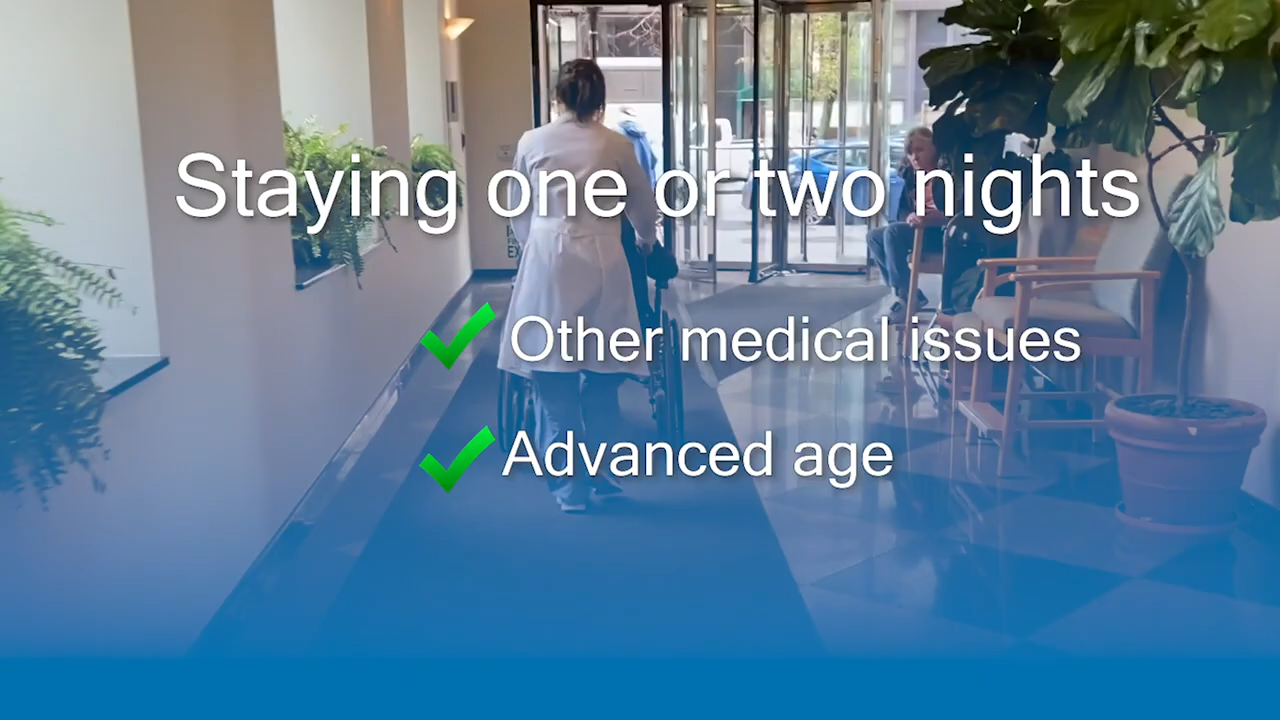 Staying one or two nights
Other medical issues
Advanced age